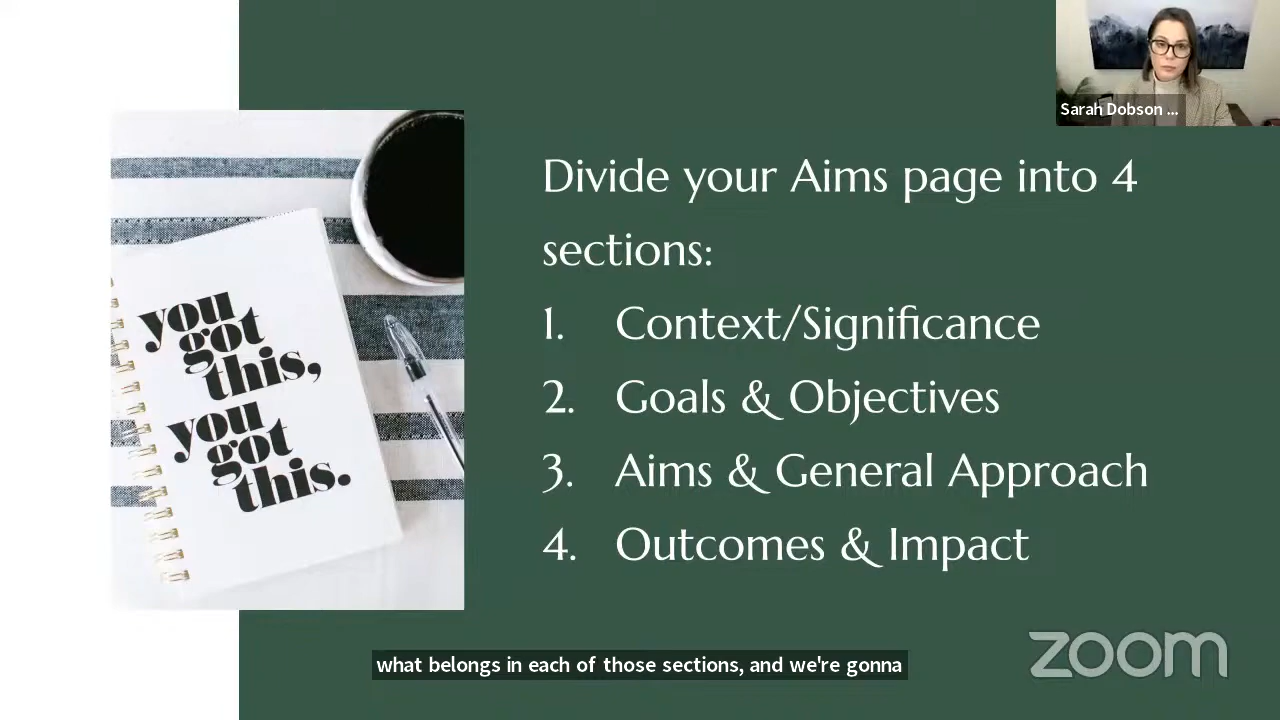 Sarah Dobson ...
Divide your Aims page into 4
sections:
1. Context/Significance
2. Goals & Objectives
3. Aims & General Approach
4. Outcomes & Impact
you
got
this,
you
got
this.
what belongs in each of those sections, and we're gonna
zoom